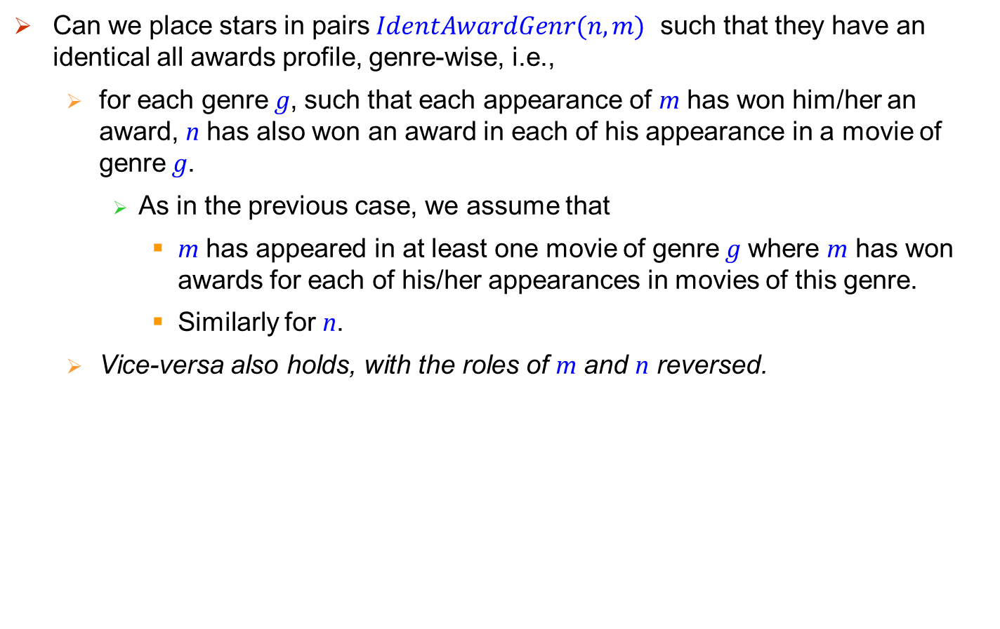 Can we place stars in pairs IdentAwardGenr(n, m) such that they have an
identical all awards profile, genre-wise, i.e.,
for each genre g, such that each appearance of m has won him/her an
award, n has also won an award in each of his appearance in a movie of
genre g.
As in the previous case, we assume that
m has appeared in at least one movie of genre g where m has won
awards for each of his/her appearances in movies of this genre.
Similarly for n.
Vice-versa also holds, with the roles of m and n reversed.